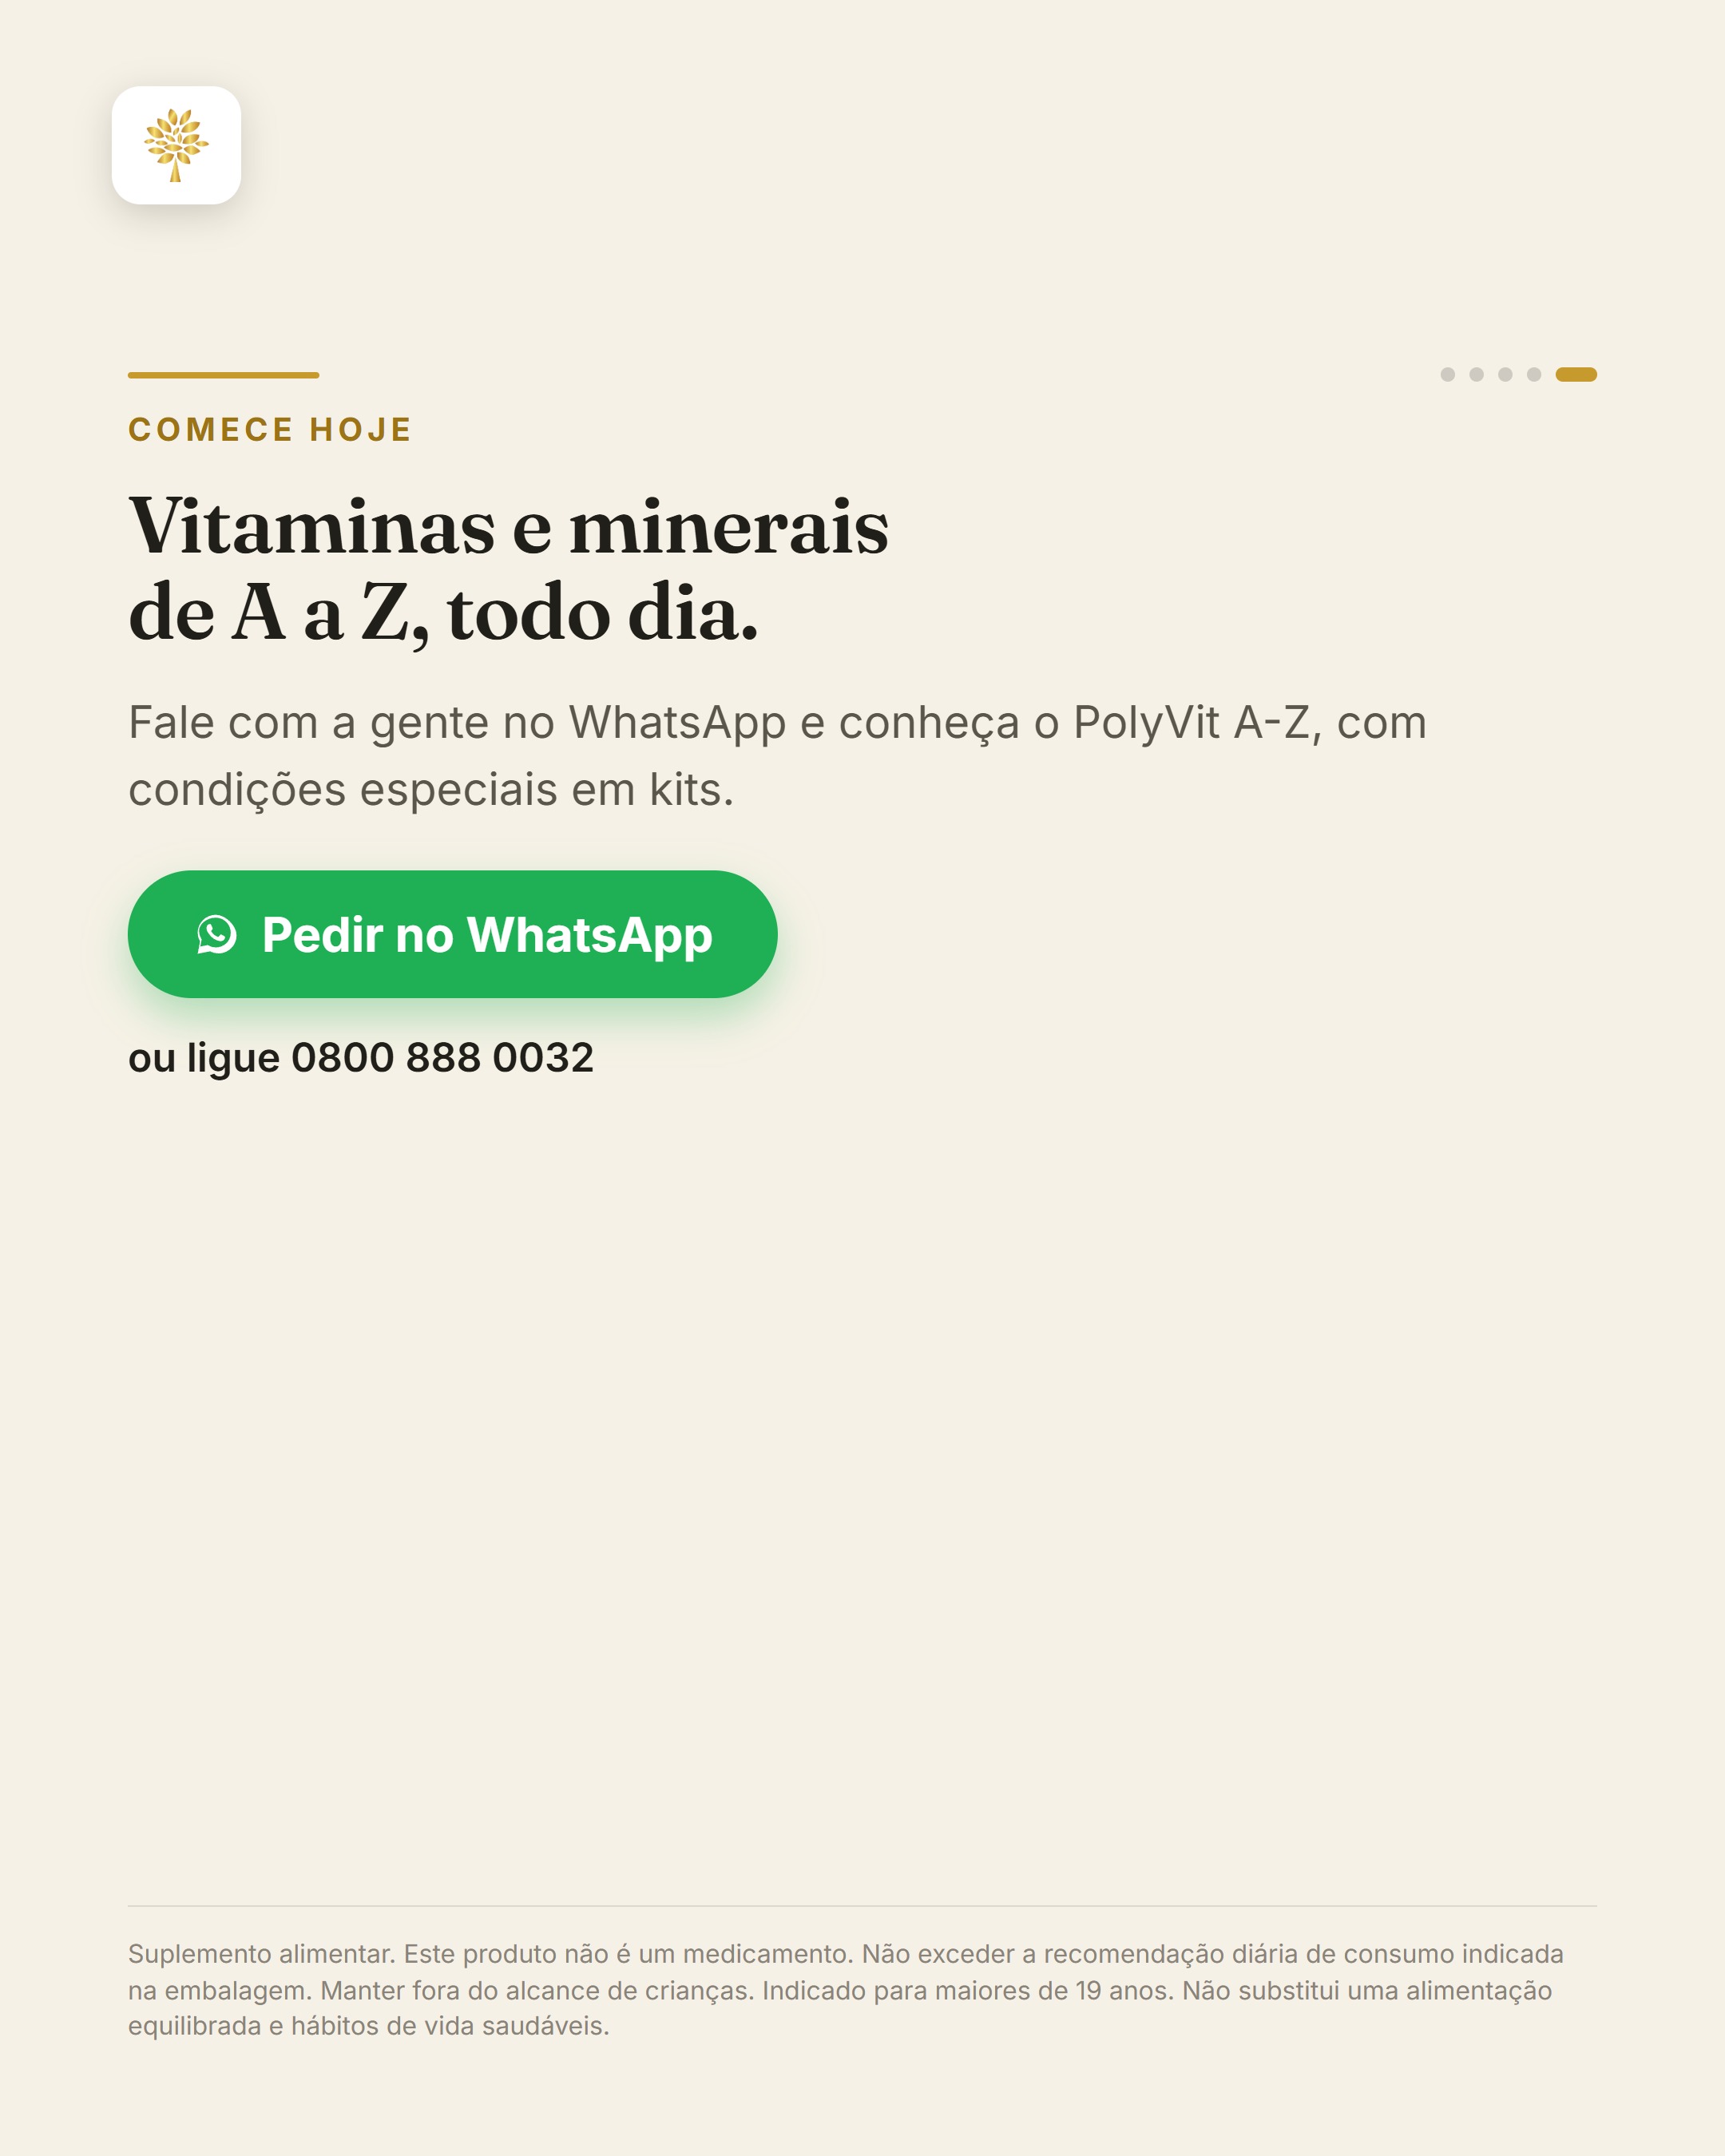 COMECE HOJE
Vitaminas e minerais
de A a Z, todo dia.
Fale com a gente no WhatsApp e conheça o PolyVit A-Z, com
condições especiais em kits.
Pedir no WhatsApp
ou ligue 0800 888 0032
Suplemento alimentar. Este produto não é um medicamento. Não exceder a recomendação diária de consumo indicada
na embalagem. Manter fora do alcance de crianças. Indicado para maiores de 19 anos. Não substitui uma alimentação
equilibrada e hábitos de vida saudáveis.